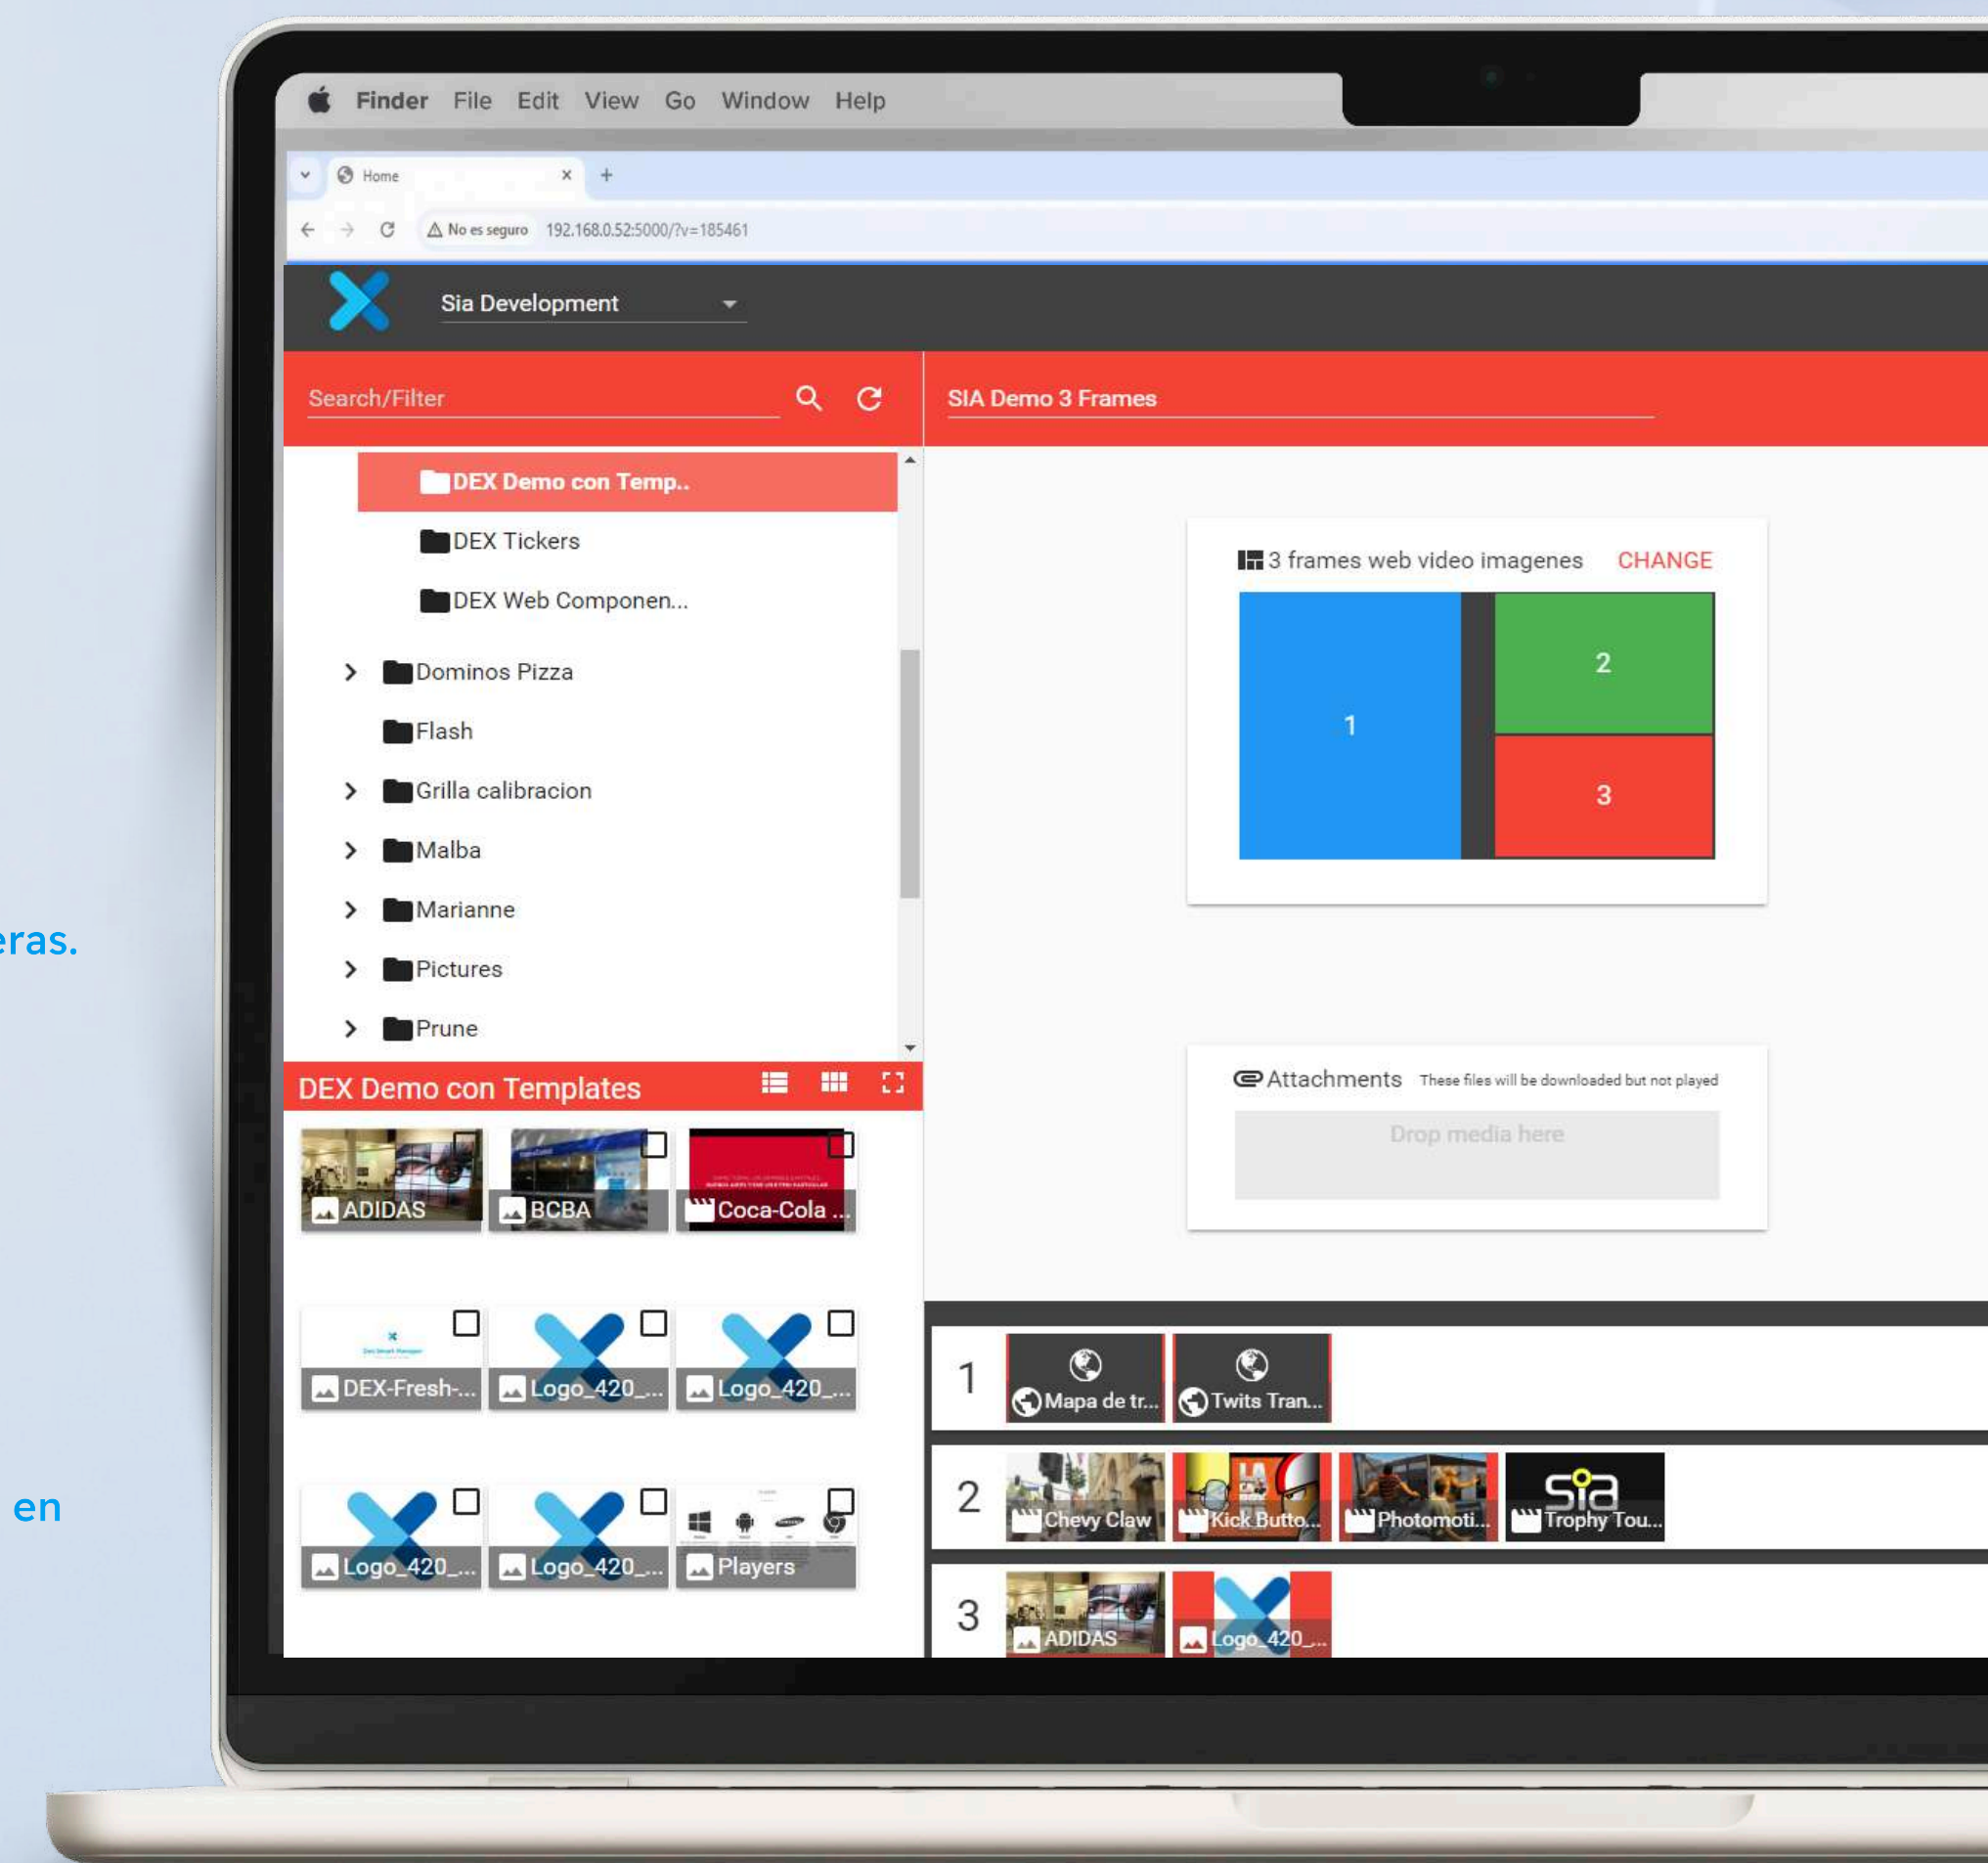 Finder File Edit View Go Window Help
Home
No es seguro 192.168.0.52:5000/?v=185461
Sia Development
Search/Filter
SIA Demo 3 Frames
DEX Demo con Temp..
DEX Tickers
DEX Web Componen...
Dominos Pizza
Flash
Grilla calibracion
Malba
Marianne
Pictures
Prune
eras.
en
3 frames web video imagenes CHANGE
1
2
3
Attachments These files will be downloaded but not played
Drop media here
DEX Demo con Templates
ADIDAS
BCBA
Coca-Cola ...
DEX-Fresh-...
Logo_420_...
Logo_420_...
Logo_420_...
Logo_420_...
Players
1
Mapa de tr...
Twits Tran...
2
Chevy Claw
Kick Butto...
Photomoti...
sia
Trophy Tou...
3
ADIDAS
Logo_420_...